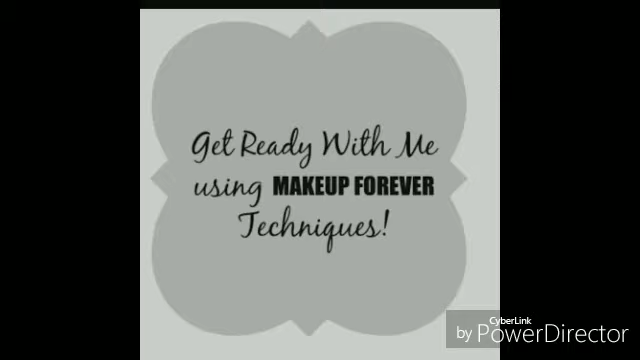 Get Ready With Me
using MAKEUP FOREVER
Techniques!
CyberLink
by PowerDirector